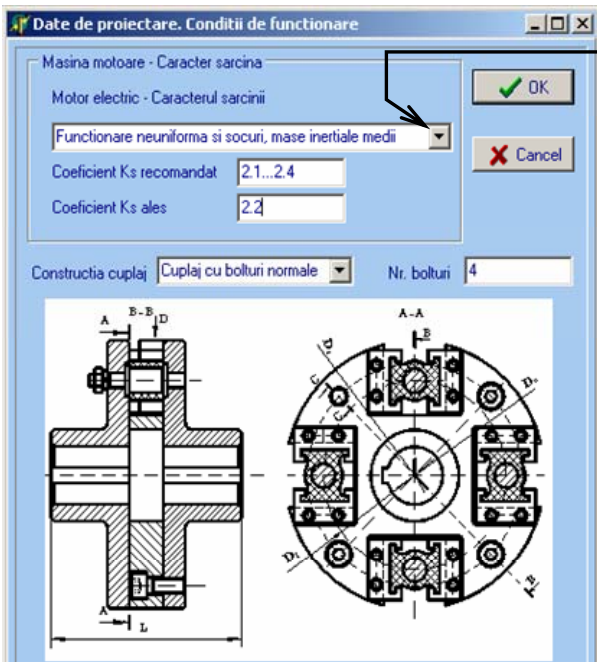 Date de proiectare. Conditii de functionare
Masina motoare - Caracter sarcina
Motor electric - Caracterul sarcinii
OK
Functionare neuniforma si socuri, mase inertiale medii
Cancel
Coeficient Ks recomandat 2.1...2.4
Coeficient Ks ales 2.2
Constructia cuplaj Cuplaj cu bolturi normale Nr. bolturi 4
B-B
A D
A-A
B
A
L
B